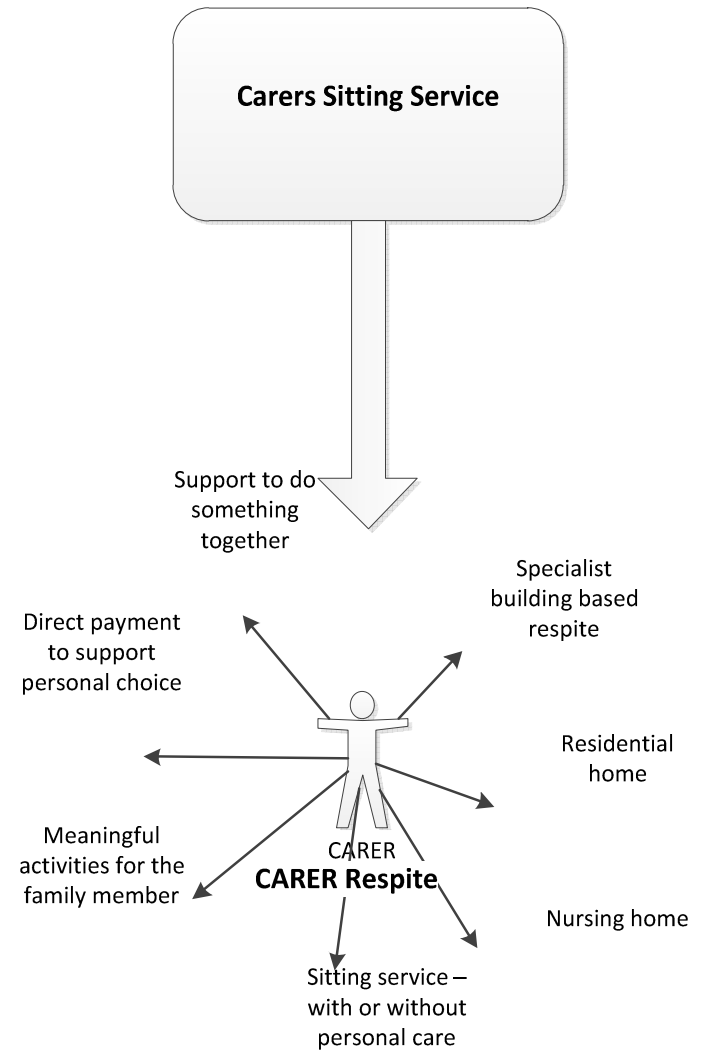 Carers Sitting Service
Support to do
something
together
Specialist
building based
respite
Direct payment
to support
personal choice
Residential
home
Meaningful
activities for the
family member
CARER
CARER Respite
Nursing home
Sitting service –
with or without
personal care